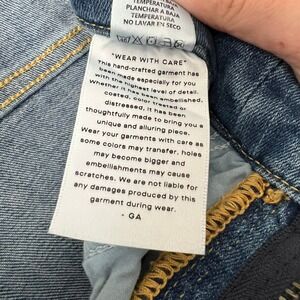 TEMPERATURA
PLANCHAR A BAJA
TEMPERATURA
NO LAVAR EN SECO
"WEAR WITH CARE"
This hand-crafted garment has
been made especially for you
with the highest level of detail.
Whether it has been embellished,
coated, color treated or
distressed, it has been
thoughtfully made to bring you a
unique and alluring piece.
Wear your garments with care as
some colors may transfer, holes
may become bigger and
embellishments may cause
scratches. We are not liable for
any damages produced by this
garment during wear.
- GA